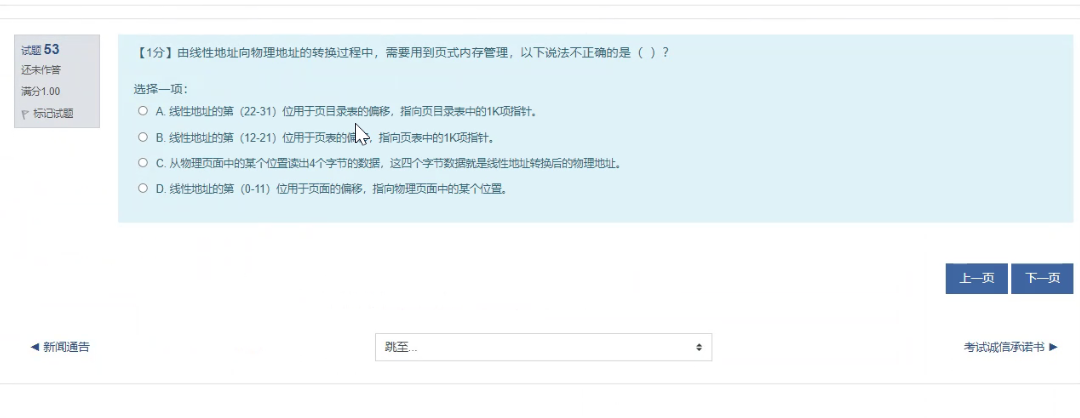 试题 53
还未作答
满分1.00
标记试题
【1分】由线性地址向物理地址的转换过程中，需要用到页式内存管理，以下说法不正确的是（ ）？
选择一项：
A. 线性地址的第（22-31）位用于页目录表的偏移，指向页目录表中的1K项指针。
B. 线性地址的第（12-21）位用于页表的偏移，指向页表中的1K项指针。
C. 从物理页面中的某个位置读出4个字节的数据，这四个字节数据就是线性地址转换后的物理地址。
D. 线性地址的第（0-11）位用于页面的偏移，指向物理页面中的某个位置。
上一页 下一页
◀ 新闻通告 跳至... 考试诚信承诺书 ▶